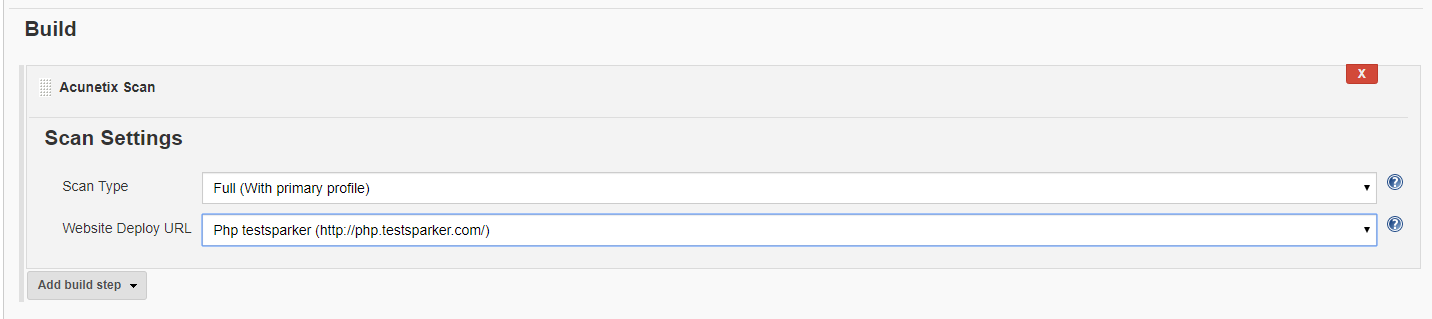 Build
Acunetix Scan
X
Scan Settings
Scan Type
Full (With primary profile)
?
Website Deploy URL
Php testsparker (http://php.testsparker.com/)
?
Add build step